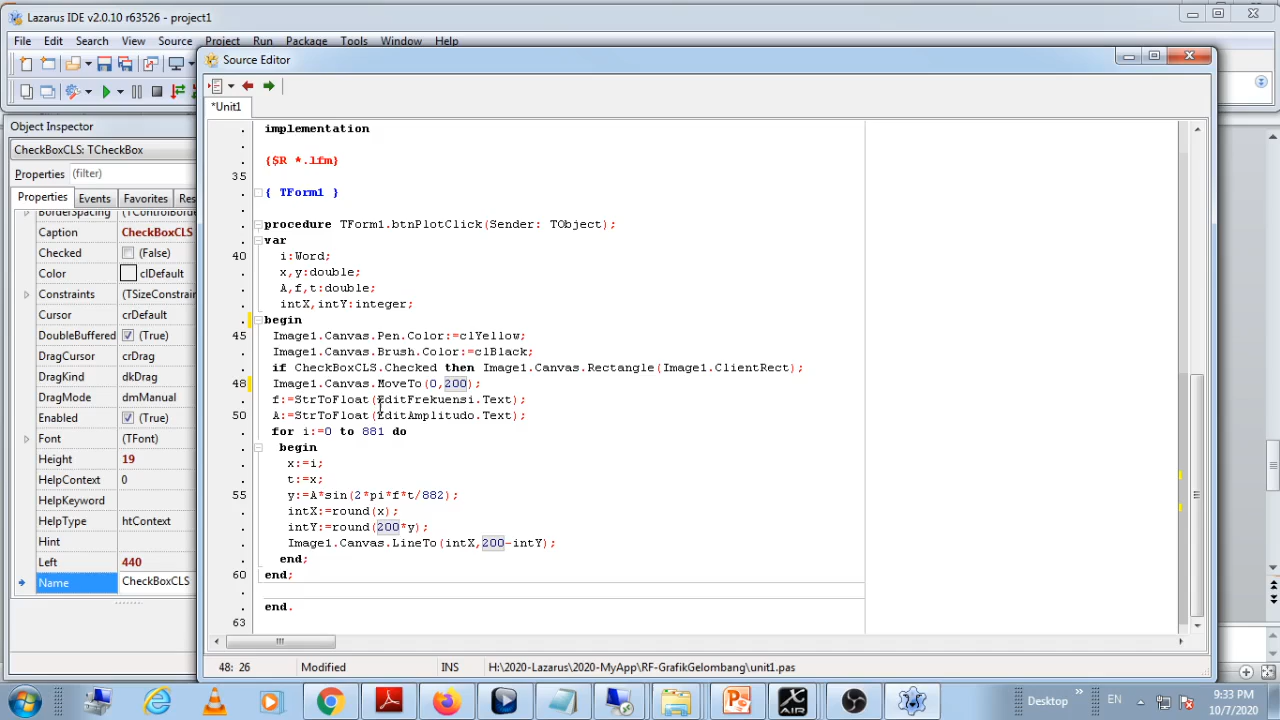 Lazarus IDE v2.0.10 r63526 - project1
File Edit Search View Source Project Run Package Tools Window Help
Source Editor
*Unit1
Object Inspector
CheckBoxCLS: TCheckBox
Properties (filter)
Properties Events Favorites Res
BorderSpacing (TControlBorder
Caption CheckBoxCLS
Checked (False)
Color clDefault
Constraints (TSizeConstrain
Cursor crDefault
DoubleBuffered (True)
DragCursor crDrag
DragKind dkDrag
DragMode dmManual
Enabled (True)
Font (TFont)
Height 19
HelpContext 0
HelpKeyword
HelpType htContext
Hint
Left 440
Name CheckBoxCLS
implementation
{$R *.lfm}
35
{ TForm1 }
procedure TForm1.btnPlotClick(Sender: TObject);
var
40 i:Word;
x,y:double;
A,f,t:double;
intX,intY:integer;
begin
45 Image1.Canvas.Pen.Color:=clYellow;
Image1.Canvas.Brush.Color:=clBlack;
if CheckBoxCLS.Checked then Image1.Canvas.Rectangle(Image1.ClientRect);
48 Image1.Canvas.MoveTo(0,200);
f:=StrToFloat(EditFrekuensi.Text);
50 A:=StrToFloat(EditAmplitudo.Text);
for i:=0 to 881 do
begin
x:=i;
t:=x;
55 y:=A*sin(2*pi*f*t/882);
intX:=round(x);
intY:=round(200*y);
Image1.Canvas.LineTo(intX,200-intY);
end;
60 end;
end.
63
48: 26 Modified INS H:\2020-Lazarus\2020-MyApp\RF-GrafikGelombang\unit1.pas
AIR
Desktop
EN
9:33 PM
10/7/2020